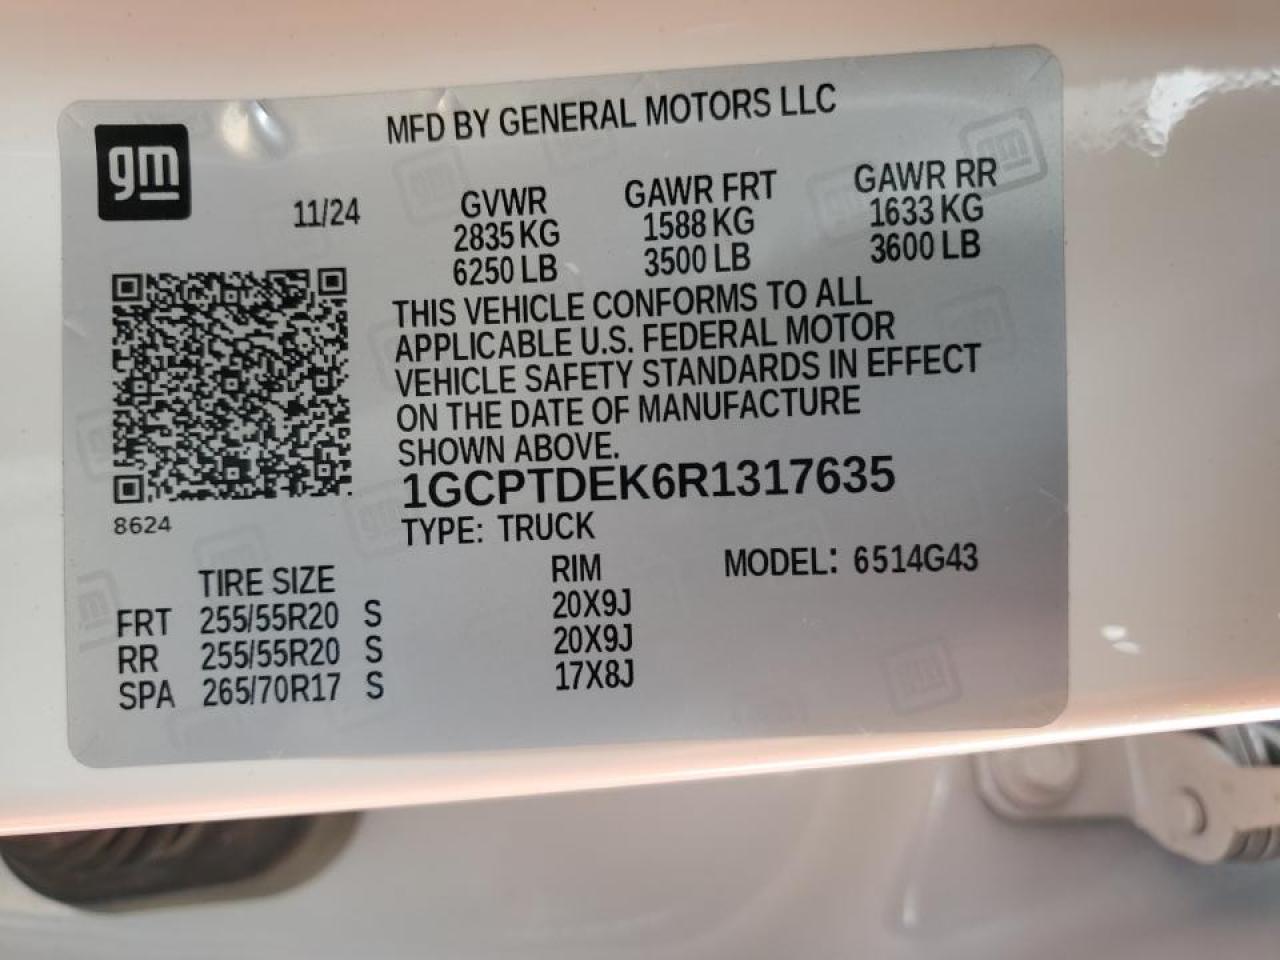 MFD BY GENERAL MOTORS LLC
gm
11/24
GVWR GAWR FRT GAWR RR
2835 KG 1588 KG 1633 KG
6250 LB 3500 LB 3600 LB
THIS VEHICLE CONFORMS TO ALL
APPLICABLE U.S. FEDERAL MOTOR
VEHICLE SAFETY STANDARDS IN EFFECT
ON THE DATE OF MANUFACTURE
SHOWN ABOVE.
1GCPTDEK6R1317635
8624
TYPE: TRUCK
TIRE SIZE RIM MODEL: 6514G43
FRT 255/55R20 S 20X9J
RR 255/55R20 S 20X9J
SPA 265/70R17 S 17X8J